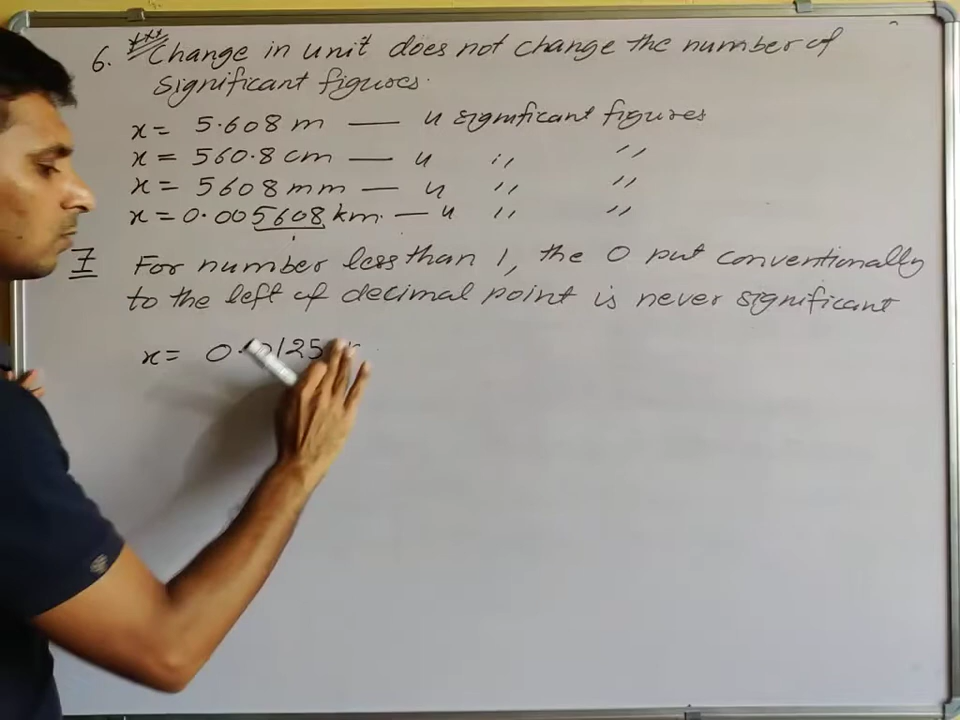 6. *** Change in unit does not change the number of
significant figures.
x = 5.608 m — 4 significant figures
x = 560.8 cm — 4 '' ''
x = 5608 mm — 4 '' ''
x = 0.005608 km. — 4 '' ''
7 For number less than 1, the 0 put conventionally
to the left of decimal point is never significant
x = 0.00125